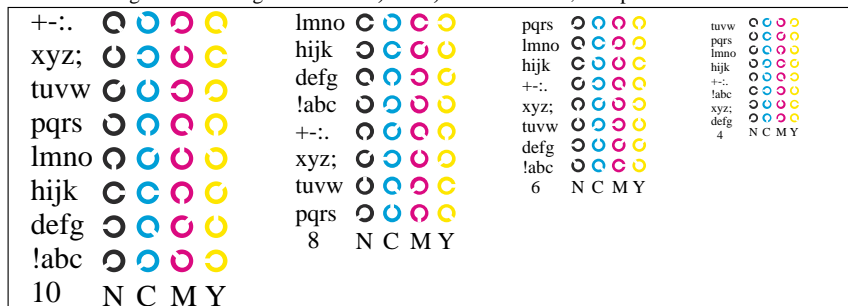 +-:.
xyz;
tuvw
pqrs
lmno
hijk
defg
!abc
10 N C M Y
lmno
hijk
defg
!abc
+-:.
xyz;
tuvw
pqrs
8 N C M Y
pqrs
lmno
hijk
+-:.
xyz;
tuvw
defg
!abc
6 N C M Y
tuvw
pqrs
lmno
hijk
+-:.
!abc
xyz;
defg
4 N C M Y